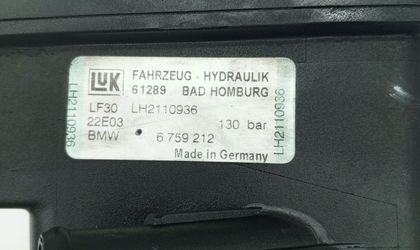 LUK FAHRZEUG - HYDRAULIK
61289 BAD HOMBURG
LF30 LH2110936
22E03 130 bar
BMW 6 759 212
Made in Germany
LH2110936
LH2110936